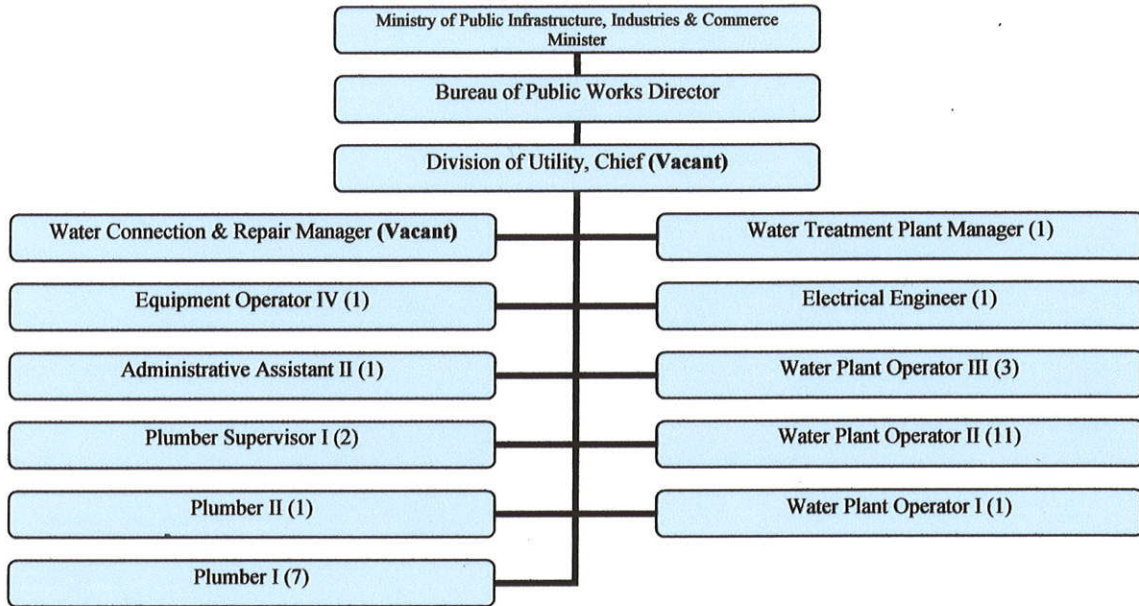 Ministry of Public Infrastructure, Industries & Commerce
Minister
Bureau of Public Works Director
Division of Utility, Chief (Vacant)
Water Connection & Repair Manager (Vacant)
Water Treatment Plant Manager (1)
Equipment Operator IV (1)
Electrical Engineer (1)
Administrative Assistant II (1)
Water Plant Operator III (3)
Plumber Supervisor I (2)
Water Plant Operator II (11)
Plumber II (1)
Water Plant Operator I (1)
Plumber I (7)